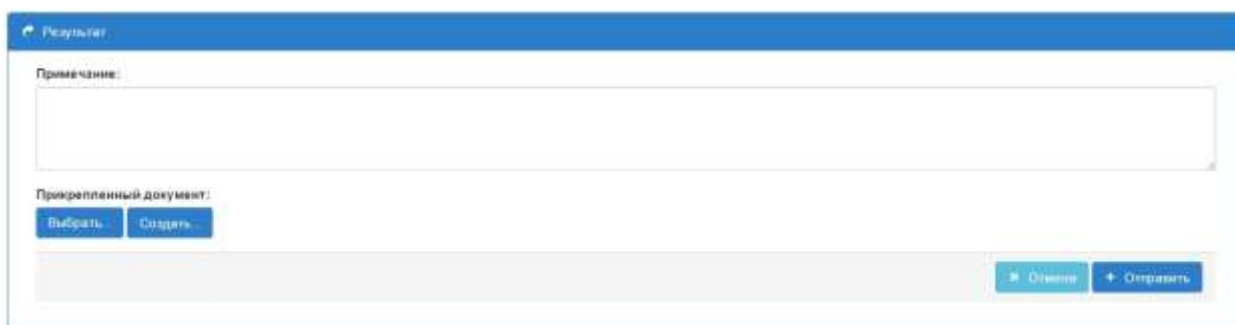 Результат
Примечание:
Прикрепленный документ:
Выбрать... Создать...
Отмена Отправить